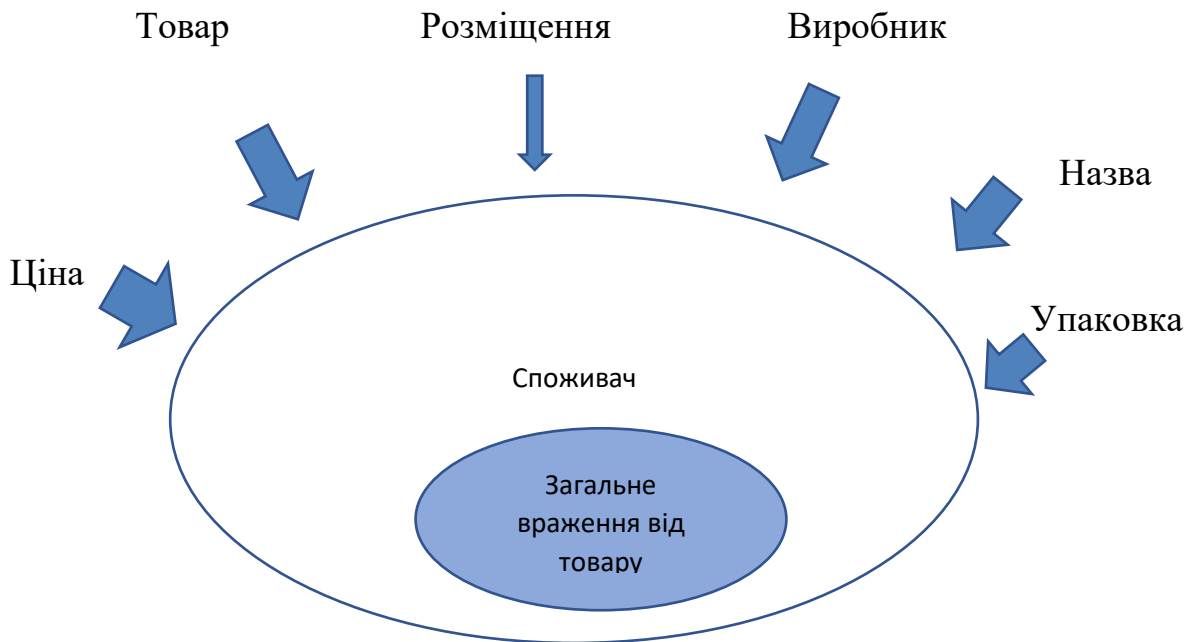 Товар
Розміщення
Виробник
Назва
Ціна
Упаковка
Споживач
Загальне
враження від
товару